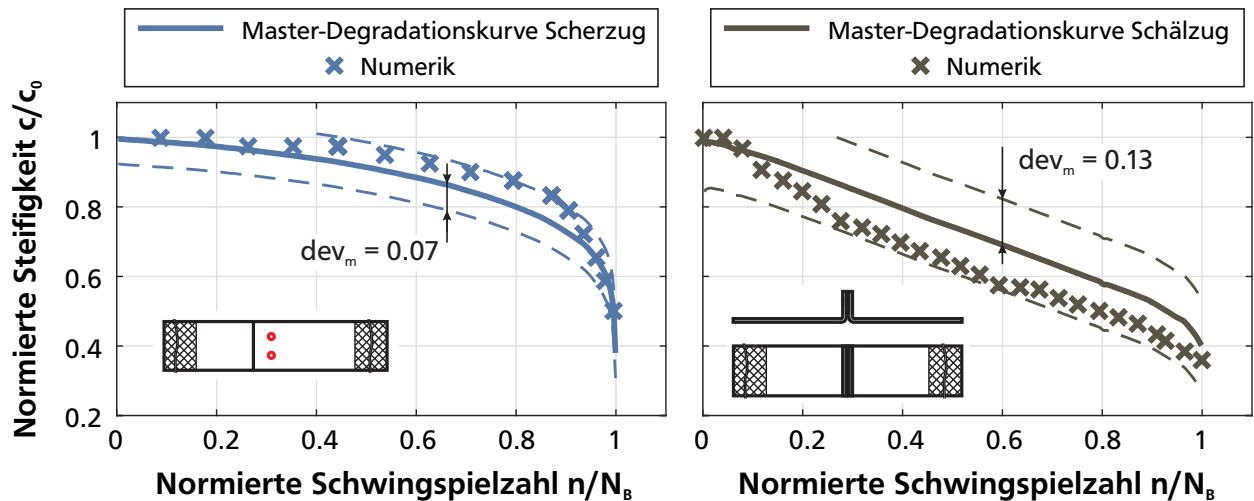 Master-Degradationskurve Scherzug
Numerik
Master-Degradationskurve Schälzug
Numerik
Normierte Steifigkeit c/c₀
1
0.8
0.6
0.4
0.2
devₘ = 0.07
devₘ = 0.13
0 0.2 0.4 0.6 0.8 1
0 0.2 0.4 0.6 0.8 1
Normierte Schwingspielzahl n/N_B
Normierte Schwingspielzahl n/N_B